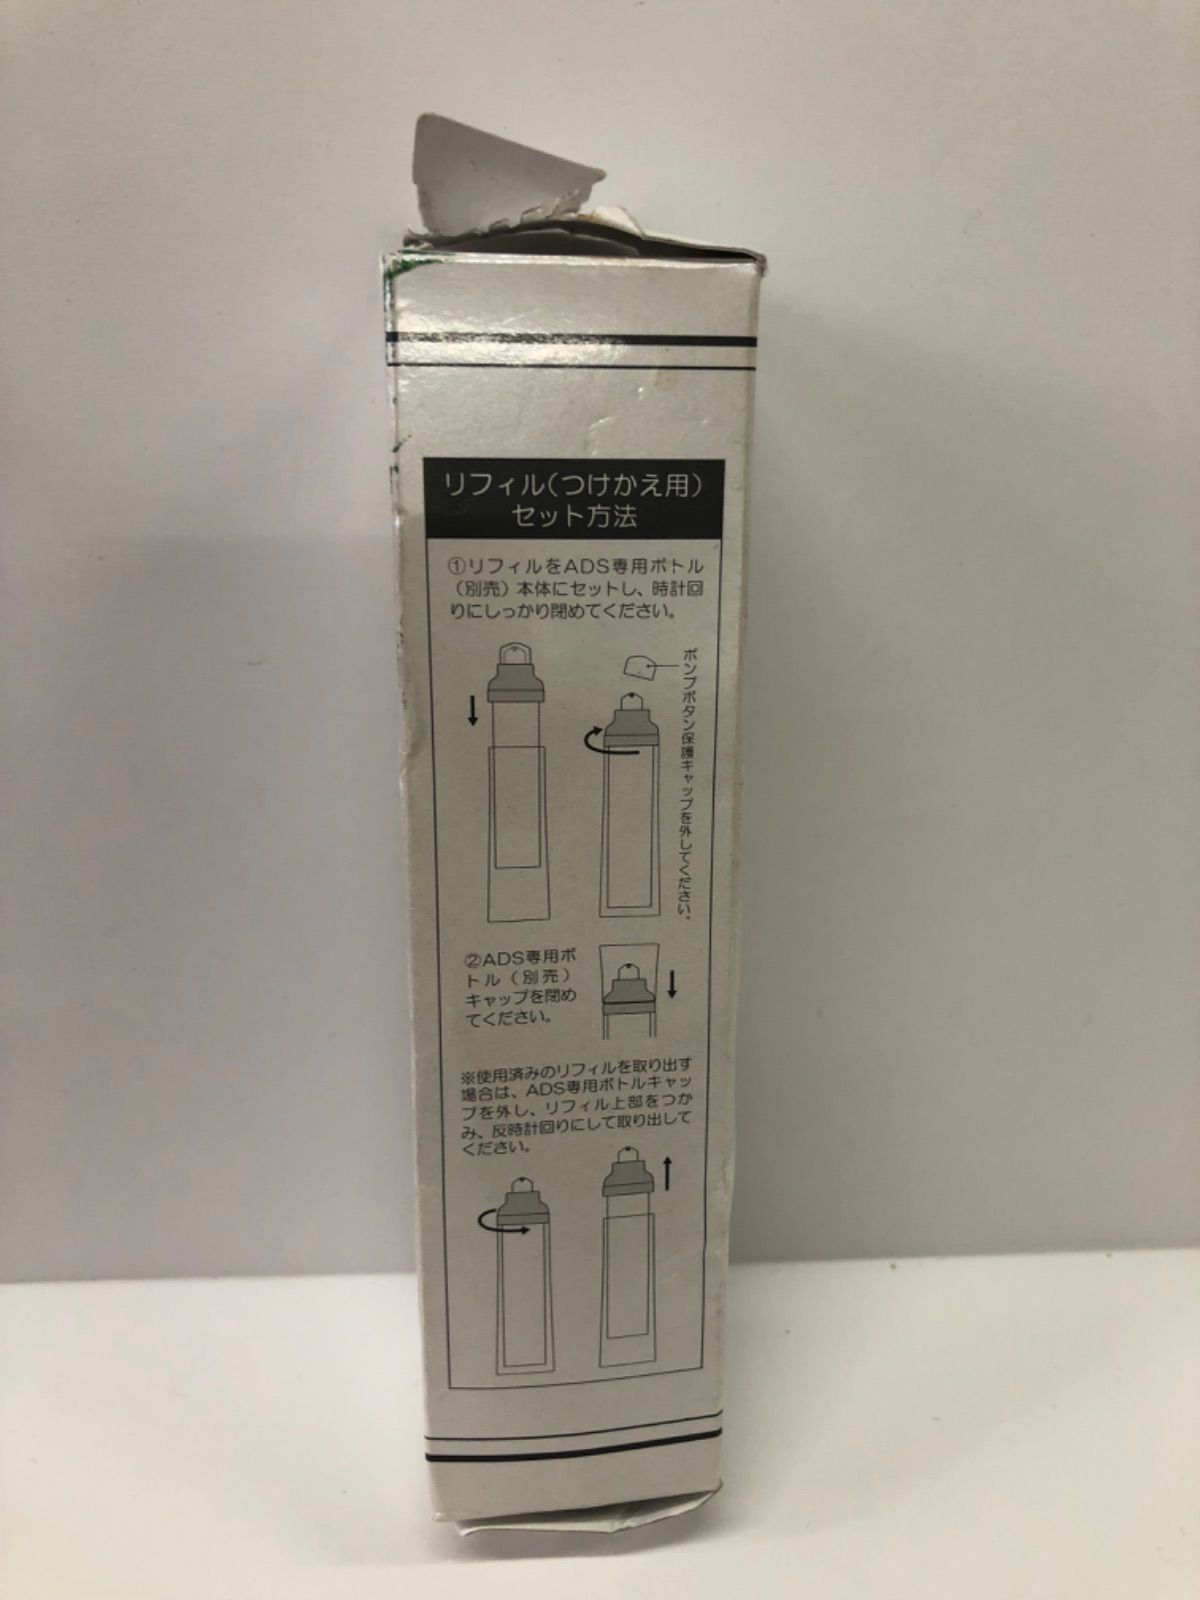 リフィル(つけかえ用)
セット方法
①リフィルをADS専用ボトル
(別売)本体にセットし、時計回
りにしっかり閉めてください。
ポンプボタン保護キャップを外してください。
②ADS専用ボ
トル(別売)
キャップを閉め
てください。
※使用済みのリフィルを取り出す
場合は、ADS専用ボトルキャッ
プを外し、リフィル上部をつか
み、反時計回りにして取り出して
ください。